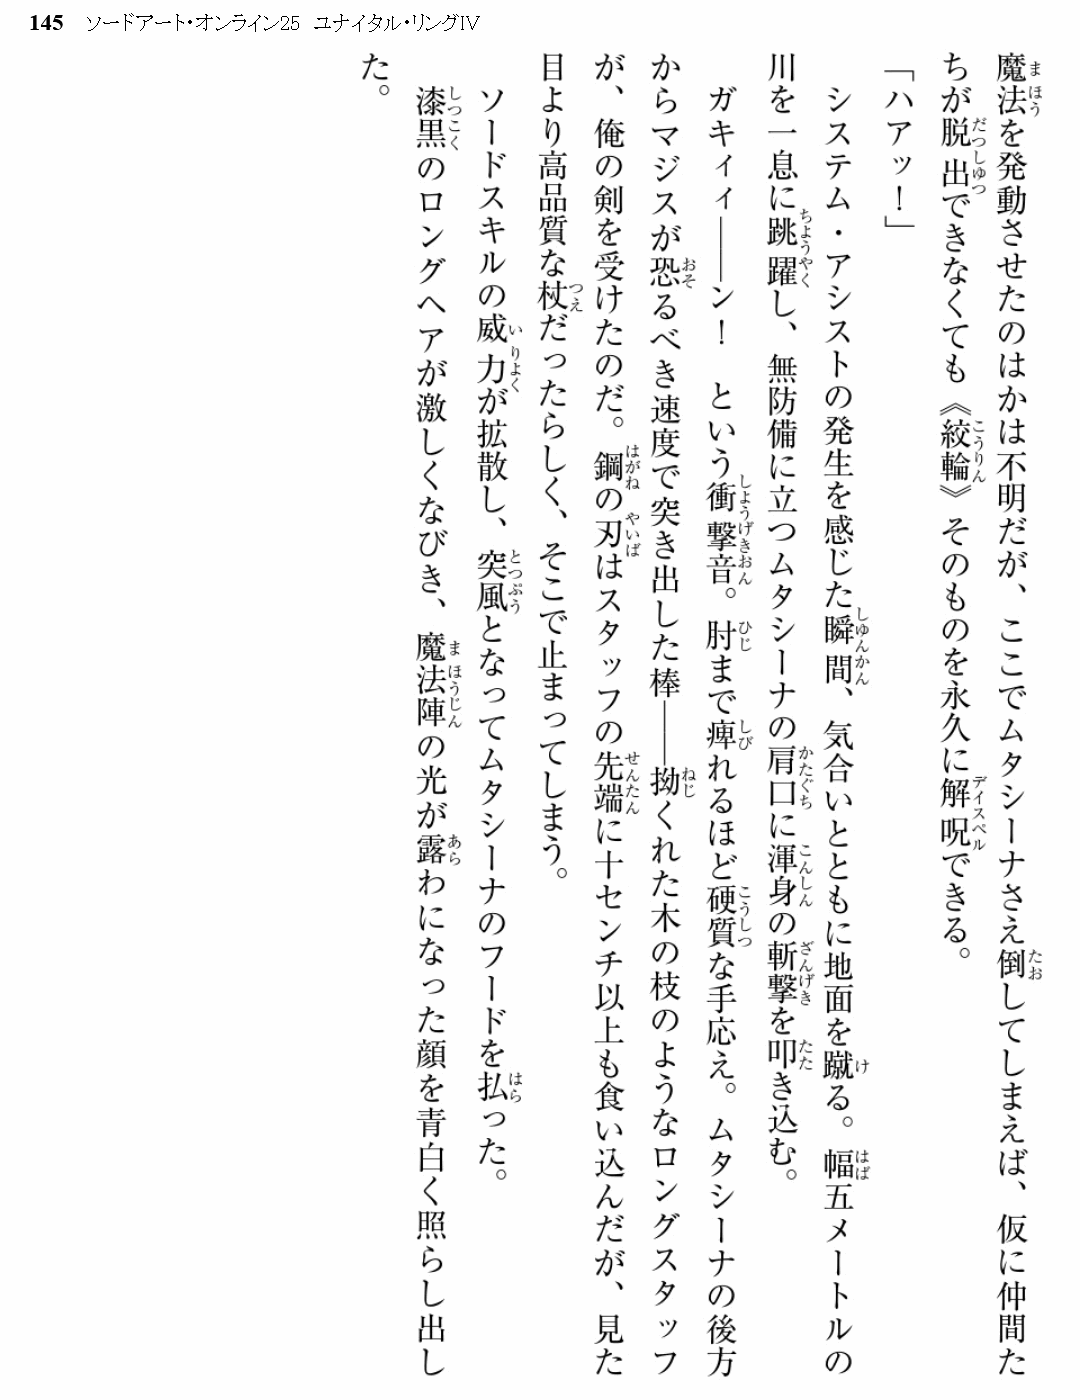 145 ソードアート・オンライン25 ユナイタル・リングIV
魔法を発動させたのはかは不明だが、ここでムタシーナさえ倒してしまえば、仮に仲間た
ちが脱出できなくても《絞輪》そのものを永久に解呪できる。
「ハアッ!」
システム・アシストの発生を感じた瞬間、気合いとともに地面を蹴る。幅五メートルの
川を一息に跳躍し、無防備に立つムタシーナの肩口に渾身の斬撃を叩き込む。
ガキィィ――ン! という衝撃音。肘まで痺れるほど硬質な手応え。ムタシーナの後方
からマジスが恐るべき速度で突き出した棒――拗くれた木の枝のようなロングスタッフ
が、俺の剣を受けたのだ。鋼の刃はスタッフの先端に十センチ以上も食い込んだが、見た
目より高品質な杖だったらしく、そこで止まってしまう。
ソードスキルの威力が拡散し、突風となってムタシーナのフードを払った。
漆黒のロングヘアが激しくなびき、魔法陣の光が露わになった顔を青白く照らし出し
た。